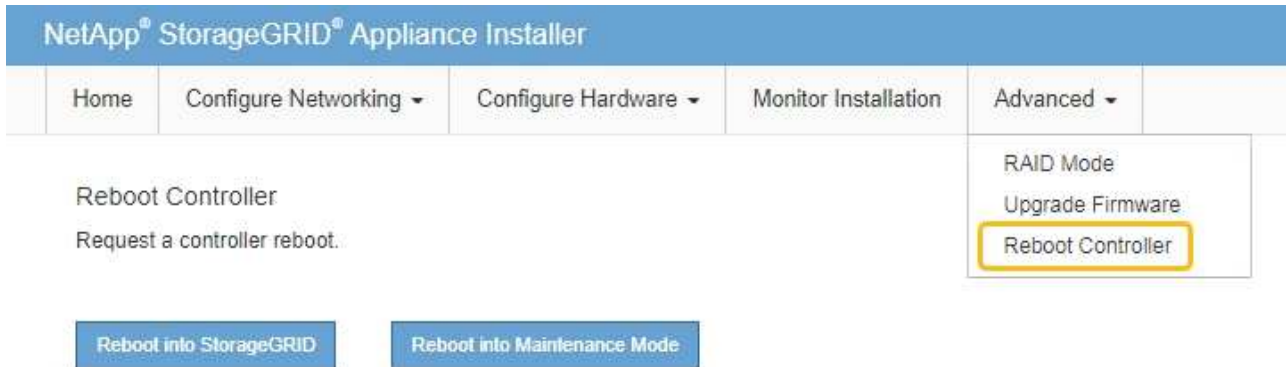 NetApp® StorageGRID® Appliance Installer
Home Configure Networking Configure Hardware Monitor Installation Advanced
RAID Mode
Upgrade Firmware
Reboot Controller
Reboot Controller
Request a controller reboot.
Reboot into StorageGRID Reboot into Maintenance Mode